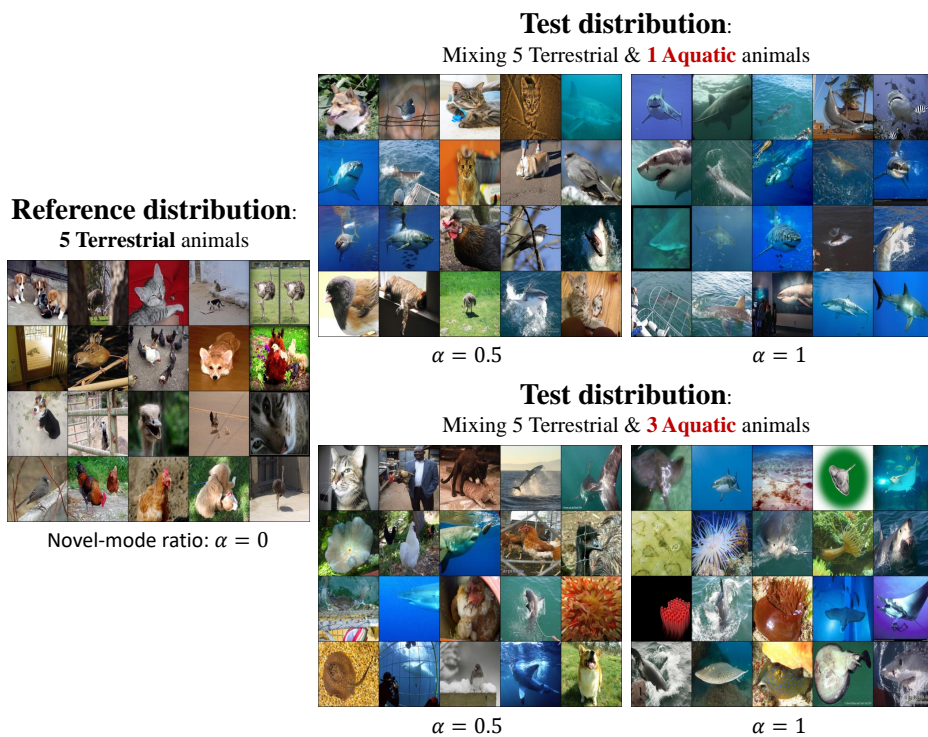 Test distribution:
Mixing 5 Terrestrial & 1 Aquatic animals
α = 0.5
α = 1
Reference distribution:
5 Terrestrial animals
Novel-mode ratio: α = 0
Test distribution:
Mixing 5 Terrestrial & 3 Aquatic animals
α = 0.5
α = 1